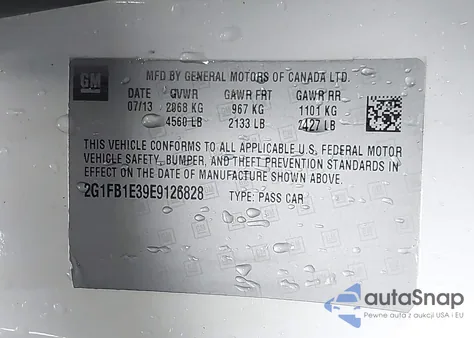 GM
MFD BY GENERAL MOTORS OF CANADA LTD.
DATE GVWR GAWR FRT GAWR RR
07/13 2068 KG 967 KG 1101 KG
4560 LB 2133 LB 2427 LB
THIS VEHICLE CONFORMS TO ALL APPLICABLE U.S. FEDERAL MOTOR
VEHICLE SAFETY, BUMPER, AND THEFT PREVENTION STANDARDS IN
EFFECT ON THE DATE OF MANUFACTURE SHOWN ABOVE.
2G1FB1E39E9126828 TYPE: PASS CAR
autaSnap
Pewne auta z aukcji USA i EU